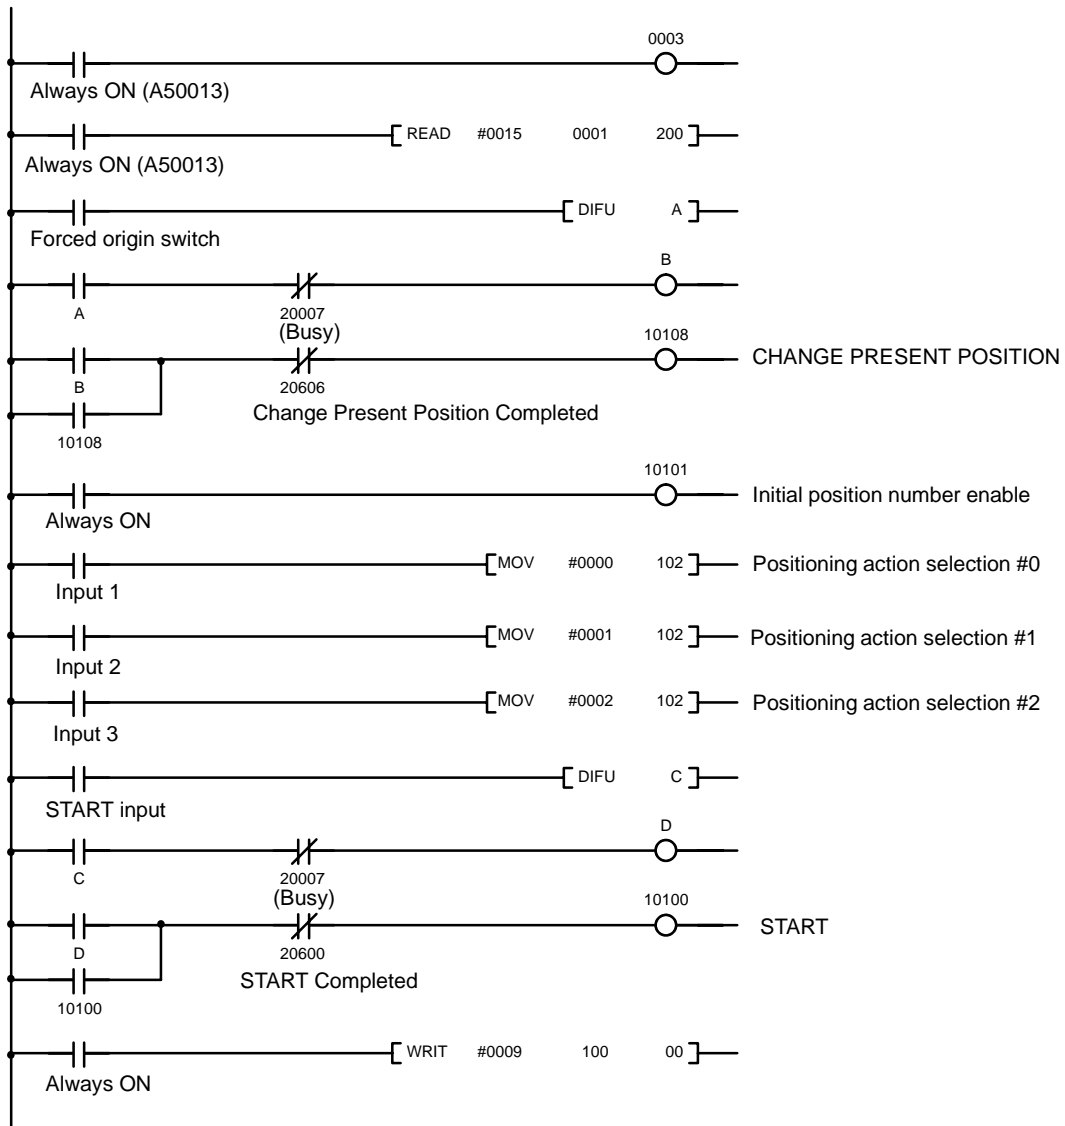 0003
Always ON (A50013)
READ #0015 0001 200
Always ON (A50013)
DIFU A
Forced origin switch
B
A
20007
(Busy)
10108
CHANGE PRESENT POSITION
B
20606
Change Present Position Completed
10108
10101
Initial position number enable
Always ON
MOV #0000 102 Positioning action selection #0
Input 1
MOV #0001 102 Positioning action selection #1
Input 2
MOV #0002 102 Positioning action selection #2
Input 3
DIFU C
START input
D
C
20007
(Busy)
10100
START
D
20600
START Completed
10100
WRIT #0009 100 00
Always ON